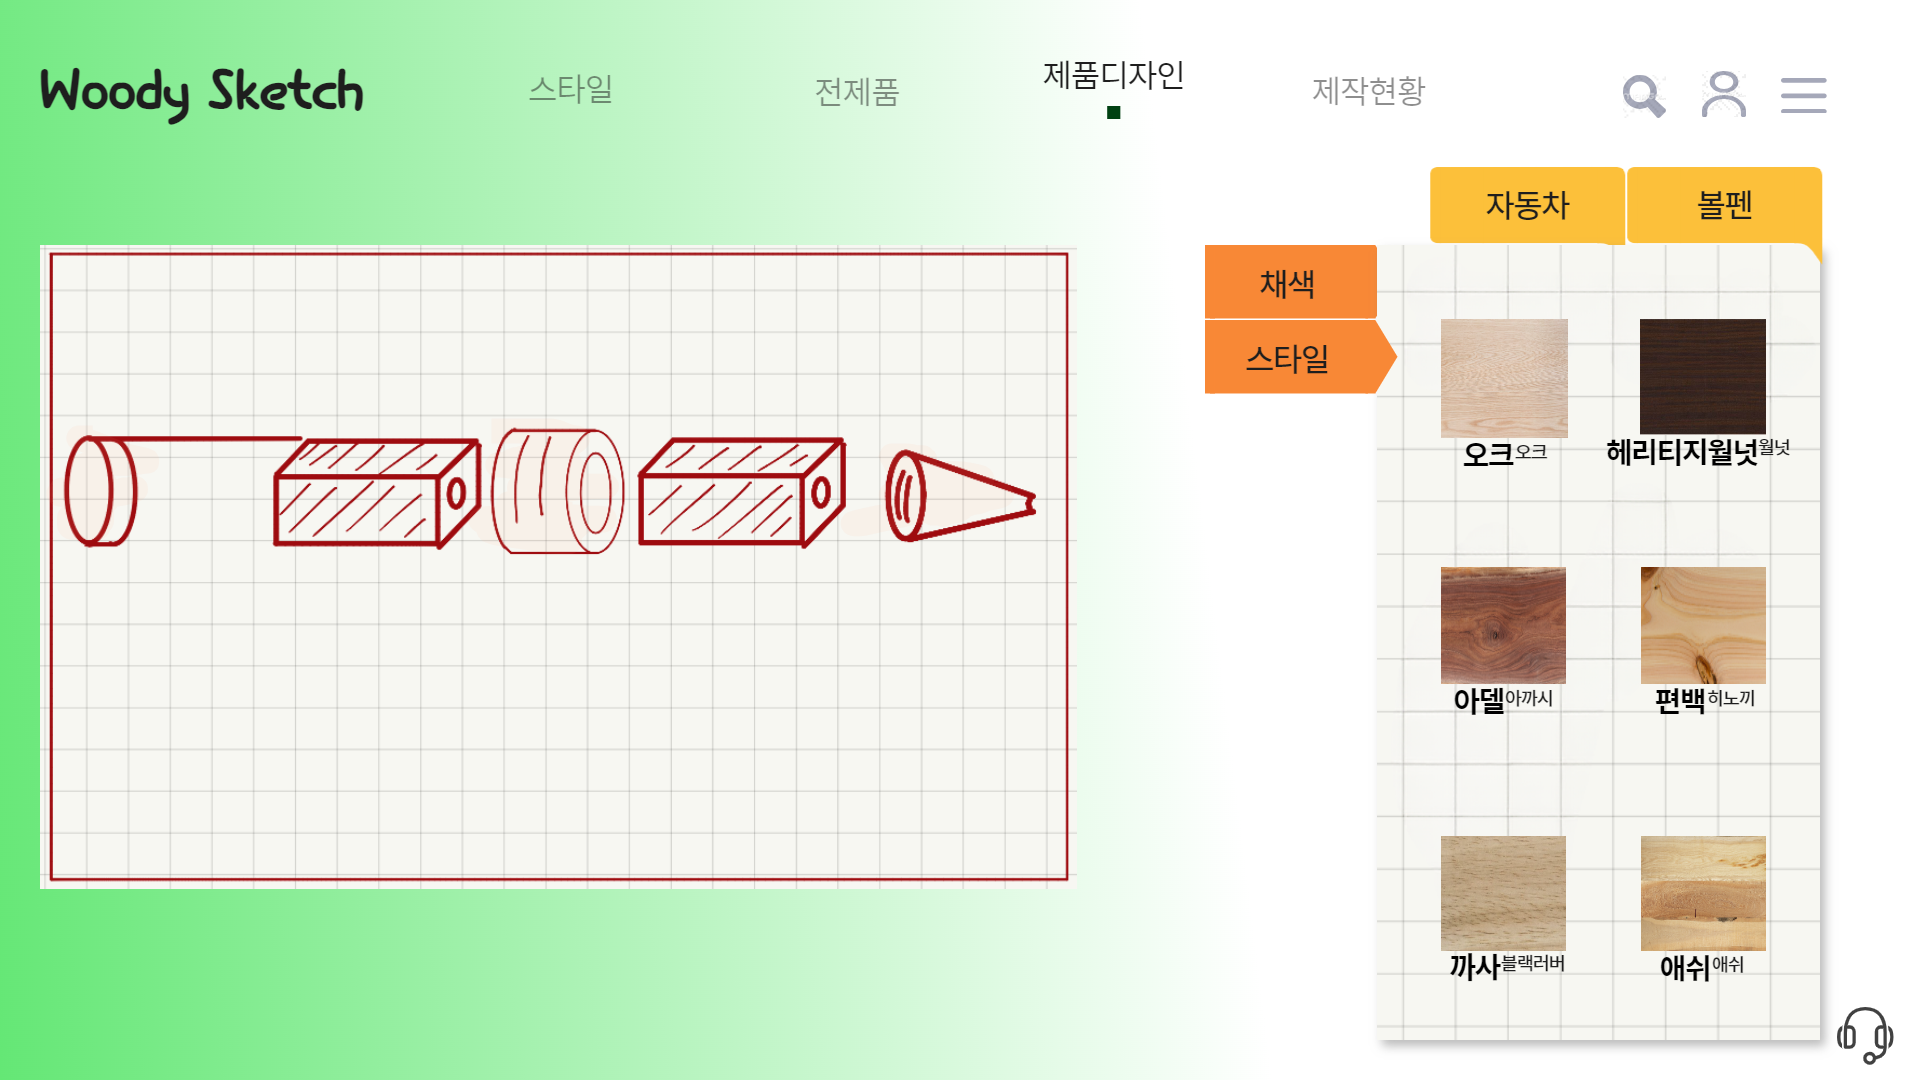 Woody Sketch
스타일
전제품
제품디자인
제작현황
자동차
볼펜
채색
스타일
오크오크
헤리티지월넛월넛
아델아까시
편백히노끼
까사블랙러버
애쉬애쉬